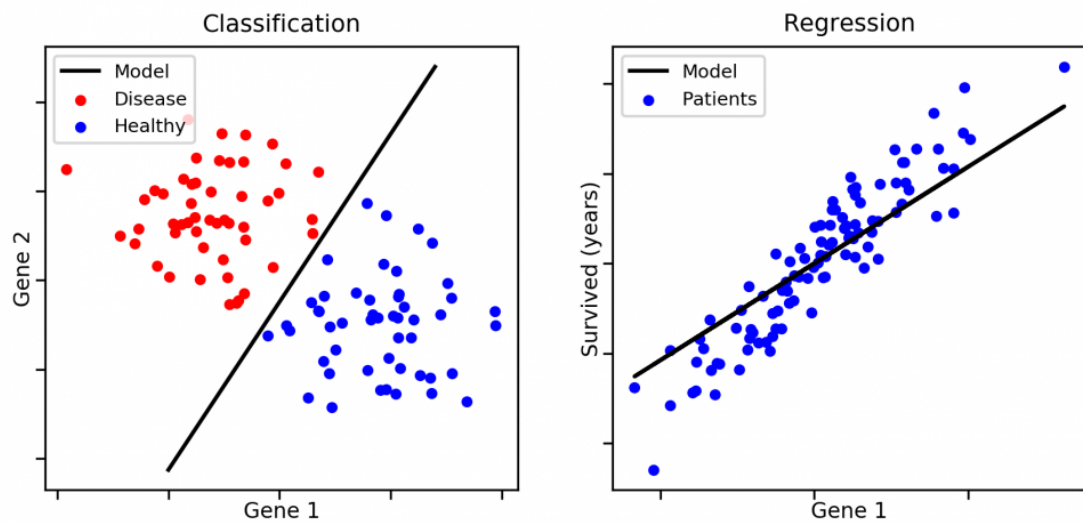 Classification
Model
Disease
Healthy
Gene 2
Gene 1
Regression
Model
Patients
Survived (years)
Gene 1